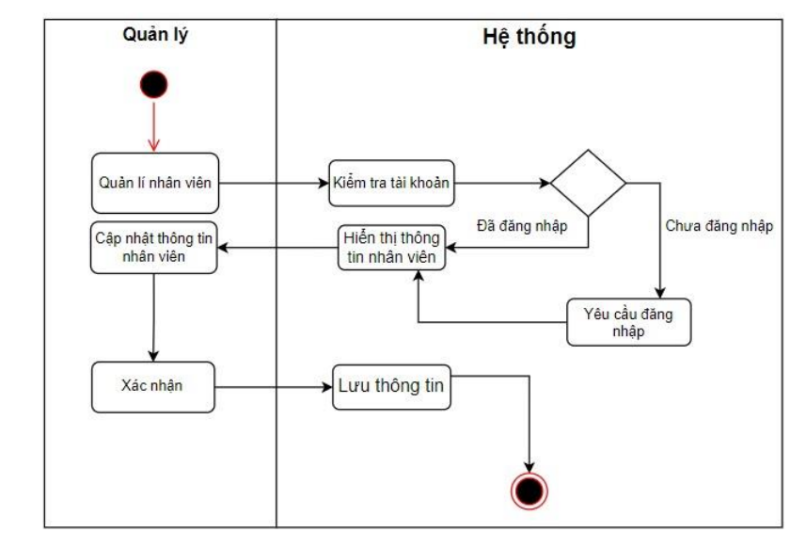 Quản lý
Hệ thống
Quản lí nhân viên
Kiểm tra tài khoản
Đã đăng nhập
Chưa đăng nhập
Cập nhật thông tin
nhân viên
Hiển thị thông
tin nhân viên
Yêu cầu đăng
nhập
Xác nhận
Lưu thông tin